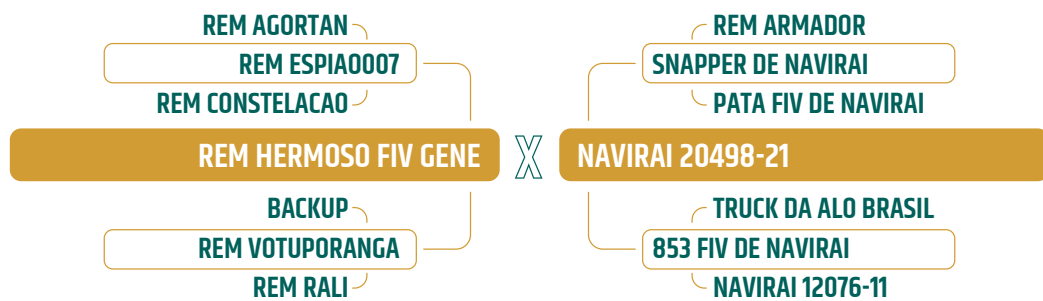 REM AGORTAN
REM ESPIAO007
REM CONSTELACAO
REM HERMOSO FIV GENE
BACKUP
REM VOTUPORANGA
REM RALI
X
REM ARMADOR
SNAPPER DE NAVIRAI
PATA FIV DE NAVIRAI
NAVIRAI 20498-21
TRUCK DA ALO BRASIL
853 FIV DE NAVIRAI
NAVIRAI 12076-11